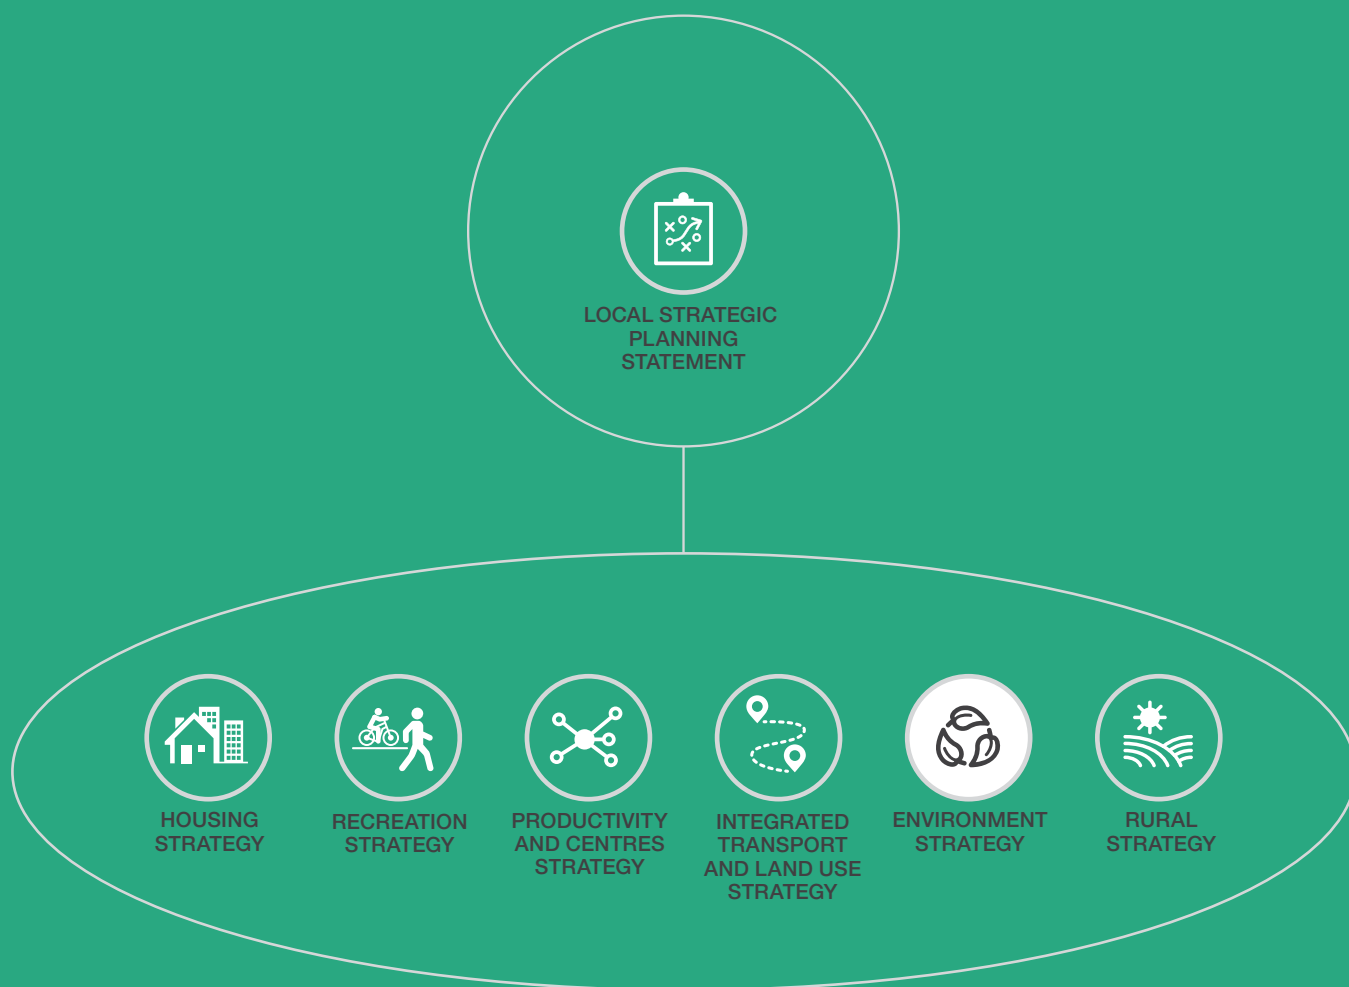 LOCAL STRATEGIC
PLANNING
STATEMENT
HOUSING
STRATEGY
RECREATION
STRATEGY
PRODUCTIVITY
AND CENTRES
STRATEGY
INTEGRATED
TRANSPORT
AND LAND USE
STRATEGY
ENVIRONMENT
STRATEGY
RURAL
STRATEGY